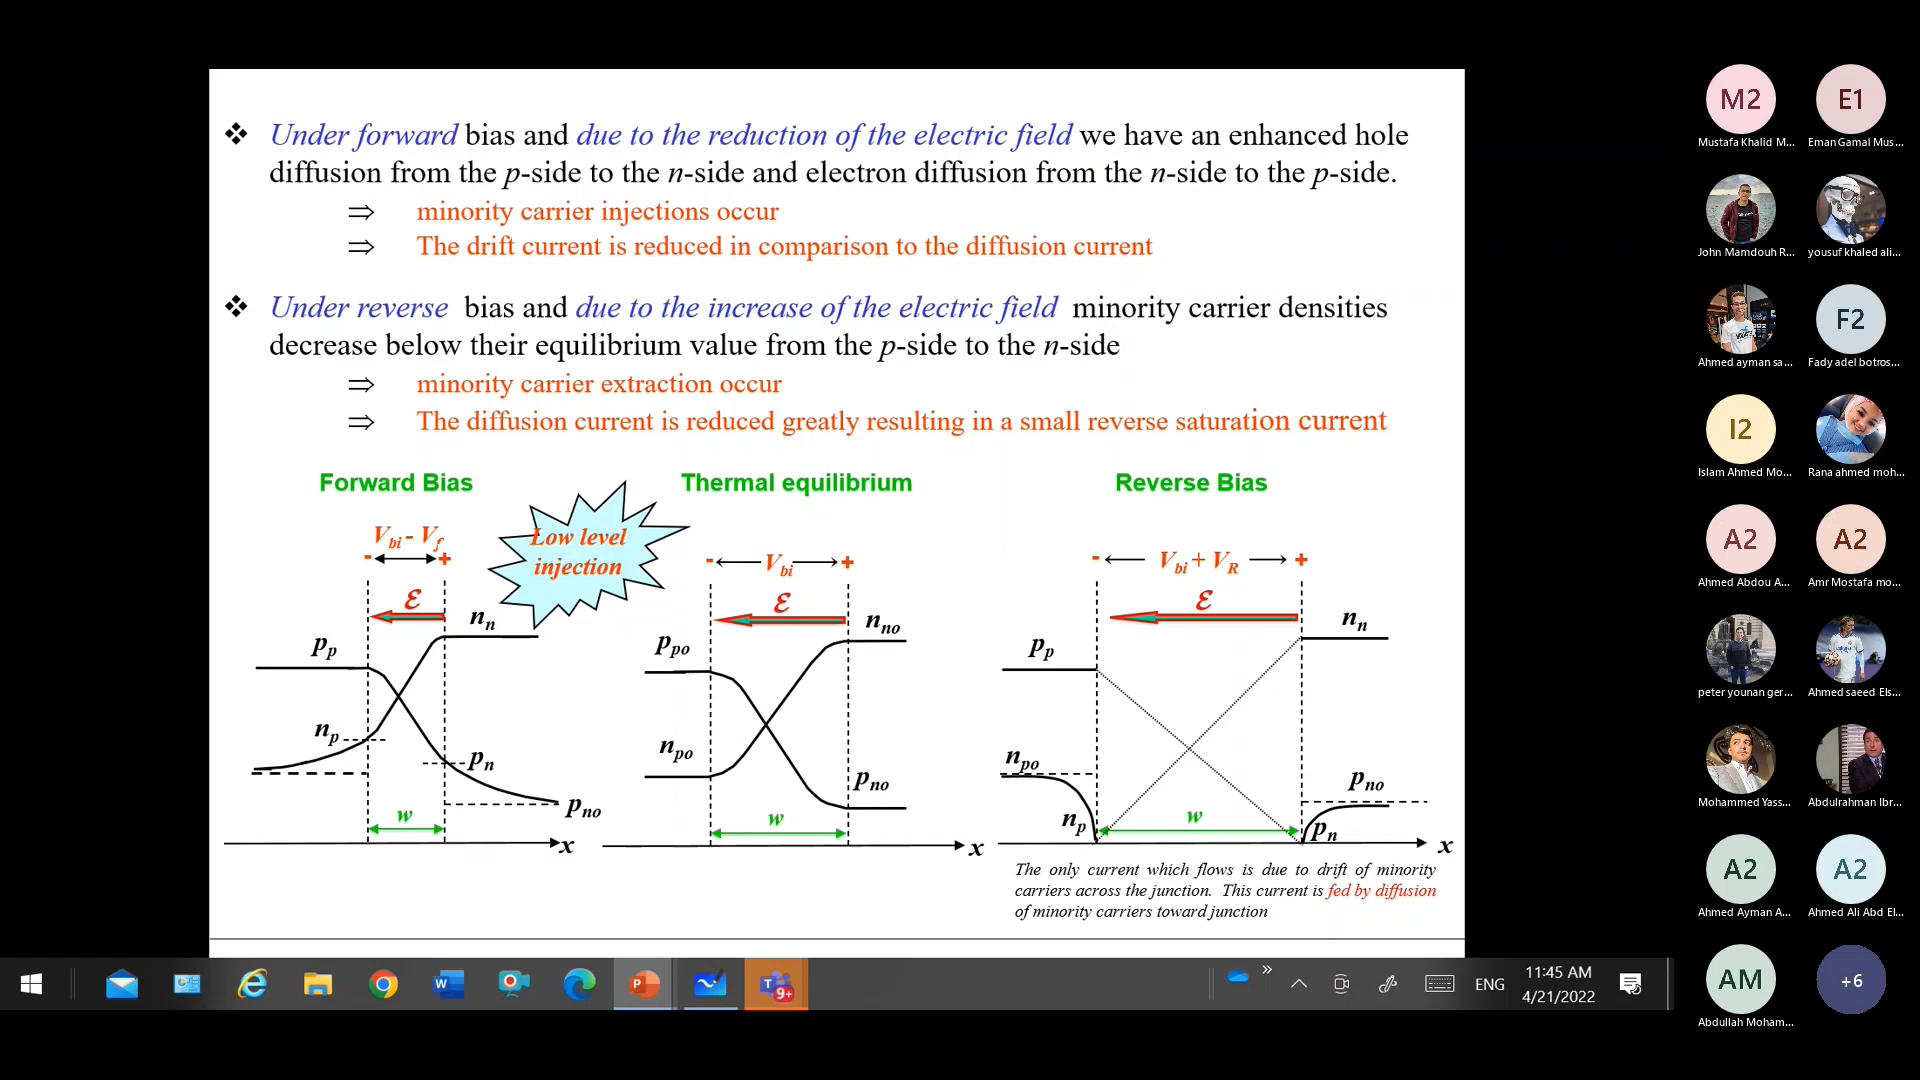 ❖ Under forward bias and due to the reduction of the electric field we have an enhanced hole
diffusion from the p-side to the n-side and electron diffusion from the n-side to the p-side.
⇒ minority carrier injections occur
⇒ The drift current is reduced in comparison to the diffusion current
❖ Under reverse bias and due to the increase of the electric field minority carrier densities
decrease below their equilibrium value from the p-side to the n-side
⇒ minority carrier extraction occur
⇒ The diffusion current is reduced greatly resulting in a small reverse saturation current
Forward Bias
Vbi - Vf
- +
ℰ
nn
pp
np
pn
pno
w
x
Low level
injection
Thermal equilibrium
- Vbi +
ℰ
nno
ppo
npo
pno
w
x
Reverse Bias
- Vbi + VR +
ℰ
nn
pp
npo
pno
np
w
pn
x
The only current which flows is due to drift of minority
carriers across the junction. This current is fed by diffusion
of minority carriers toward junction
M2
Mustafa Khalid M...
E1
Eman Gamal Mus...
John Mamdouh R...
yousuf khaled ali...
Ahmed ayman sa...
F2
Fady adel botros...
I2
Islam Ahmed Mo...
Rana ahmed moh...
A2
Ahmed Abdou A...
A2
Amr Mostafa mo...
peter younan ger...
Ahmed saeed Els...
Mohammed Yass...
Abdulrahman Ibr...
A2
Ahmed Ayman A...
A2
Ahmed Ali Abd El...
AM
Abdullah Moham...
+6
W
P
T
9+
ENG
11:45 AM
4/21/2022